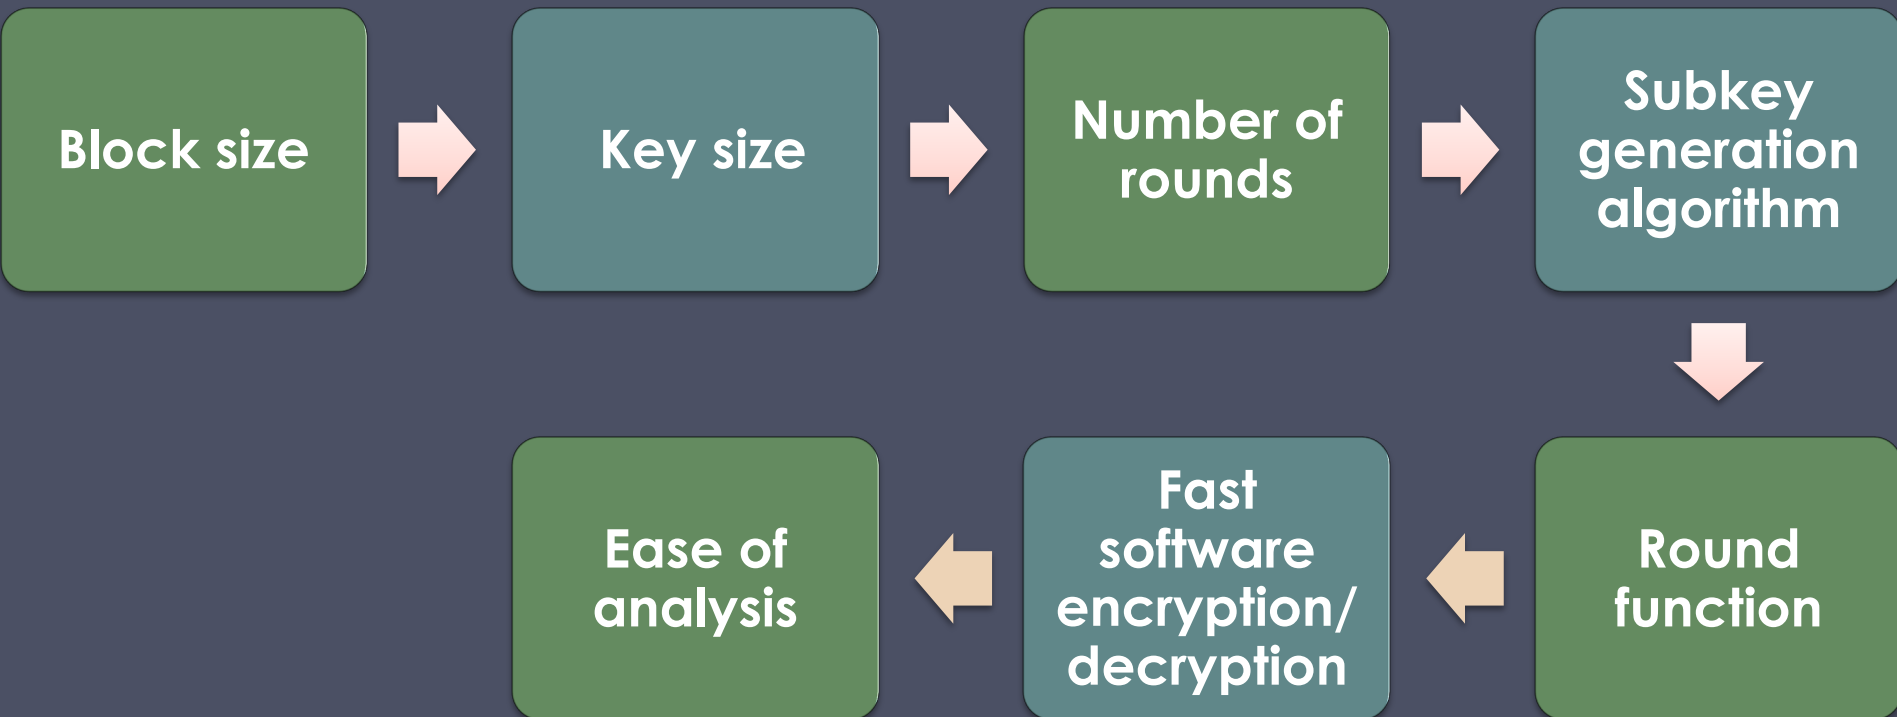 Block size
Key size
Number of
rounds
Subkey
generation
algorithm
Round
function
Fast
software
encryption/
decryption
Ease of
analysis